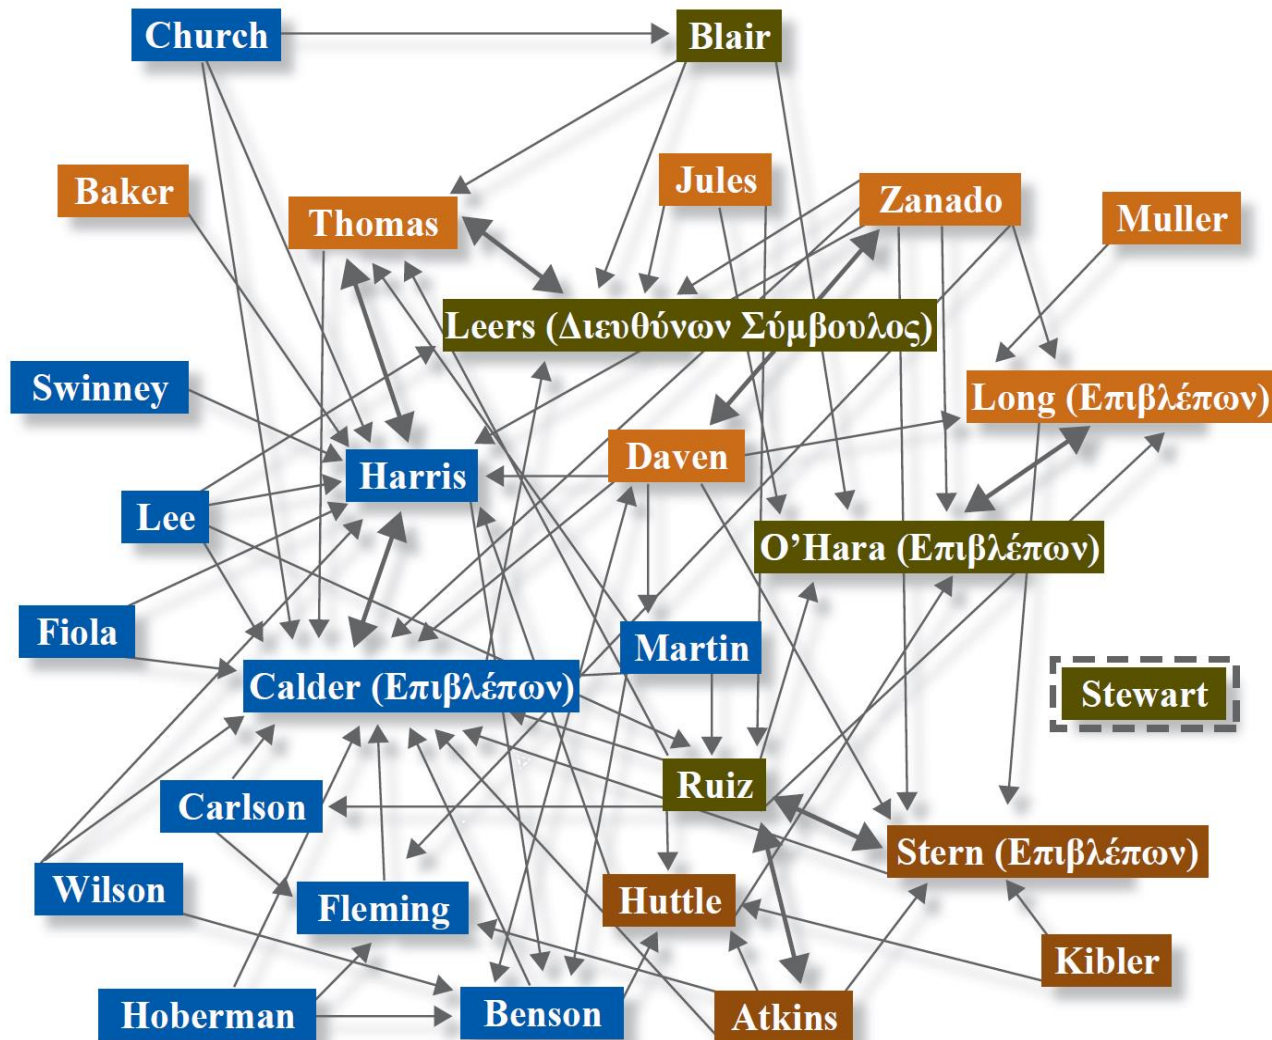 Church
Blair
Jules
Baker
Zanado
Thomas
Muller
Leers (Διευθύνων Σύμβουλος)
Swinney
Long (Επιβλέπων)
Daven
Harris
Lee
O’Hara (Επιβλέπων)
Fiola
Martin
Calder (Επιβλέπων)
Stewart
Ruiz
Carlson
Stern (Επιβλέπων)
Wilson
Huttle
Fleming
Kibler
Hoberman
Benson
Atkins